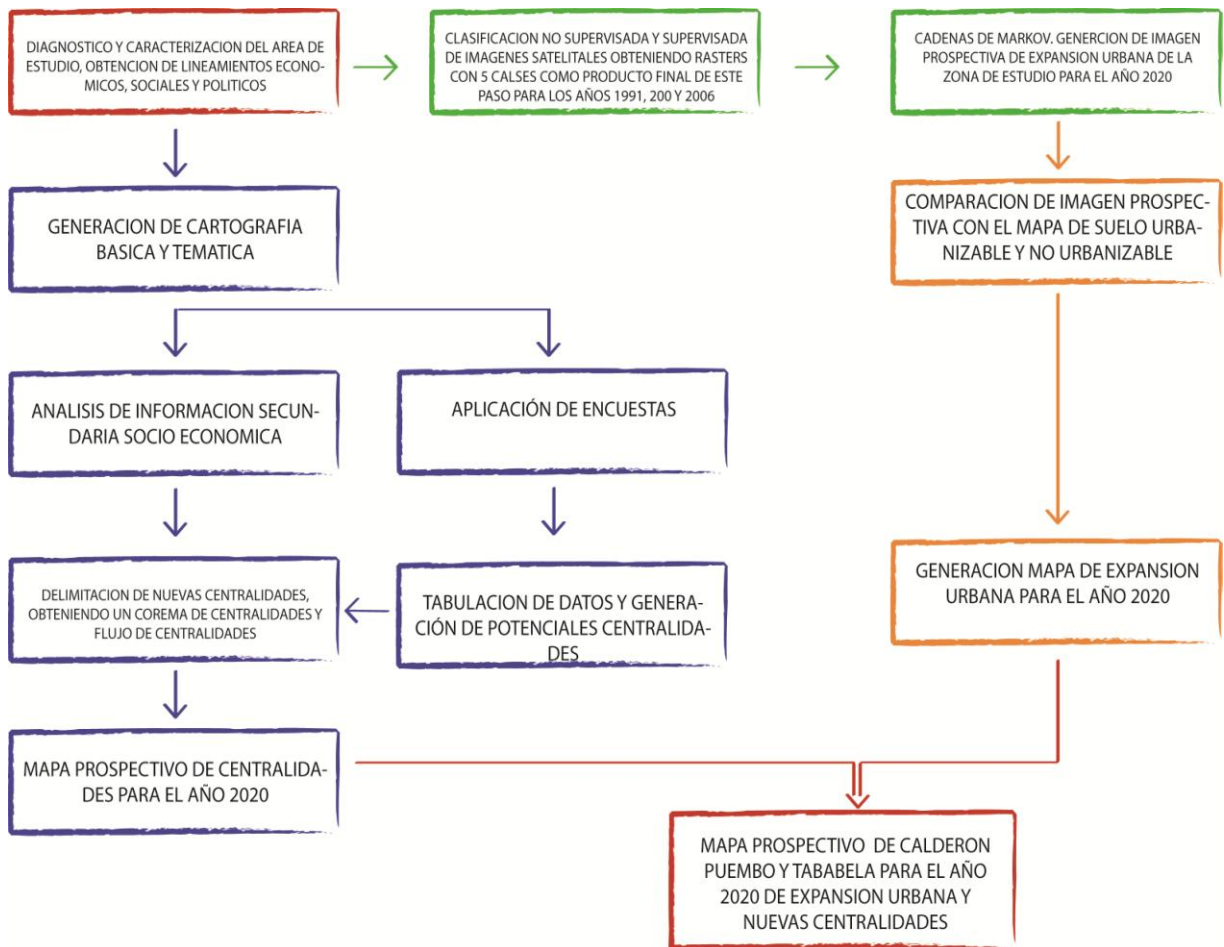 DIAGNOSTICO Y CARACTERIZACION DEL AREA DE
ESTUDIO, OBTENCION DE LINEAMIENTOS ECONO-
MICOS, SOCIALES Y POLITICOS
CLASIFICACION NO SUPERVISADA Y SUPERVISADA
DE IMAGENES SATELITALES OBTENIENDO RASTERS
CON 5 CALSES COMO PRODUCTO FINAL DE ESTE
PASO PARA LOS AÑOS 1991, 200 Y 2006
CADENAS DE MARKOV. GENERCION DE IMAGEN
PROSPECTIVA DE EXPANSION URBANA DE LA
ZONA DE ESTUDIO PARA EL AÑO 2020
GENERACION DE CARTOGRAFIA
BASICA Y TEMATICA
COMPARACION DE IMAGEN PROSPEC-
TIVA CON EL MAPA DE SUELO URBA-
NIZABLE Y NO URBANIZABLE
ANALISIS DE INFORMACION SECUN-
DARIA SOCIO ECONOMICA
APLICACIÓN DE ENCUESTAS
DELIMITACION DE NUEVAS CENTRALIDADES,
OBTENIENDO UN COREMA DE CENTRALIDADES Y
FLUJO DE CENTRALIDADES
TABULACION DE DATOS Y GENERA-
CIÓN DE POTENCIALES CENTRALIDA-
DES
GENERACION MAPA DE EXPANSION
URBANA PARA EL AÑO 2020
MAPA PROSPECTIVO DE CENTRALIDA-
DES PARA EL AÑO 2020
MAPA PROSPECTIVO DE CALDERON
PUEMBO Y TABABELA PARA EL AÑO
2020 DE EXPANSION URBANA Y
NUEVAS CENTRALIDADES